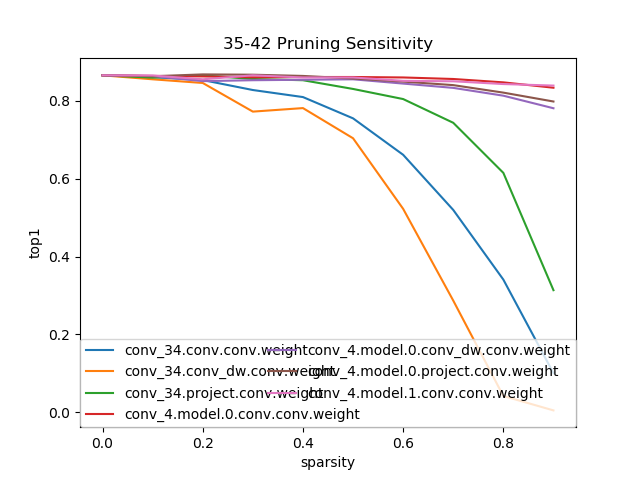 35-42 Pruning Sensitivity
top1
0.8
0.6
0.4
0.2
0.0
conv_34.conv.conv.weight
conv_34.conv_dw.conv.weight
conv_34.project.conv.weight
conv_4.model.0.conv.conv.weight
conv_4.model.0.conv_dw.conv.weight
conv_4.model.0.project.conv.weight
conv_4.model.1.conv.conv.weight
0.0 0.2 0.4 0.6 0.8
sparsity